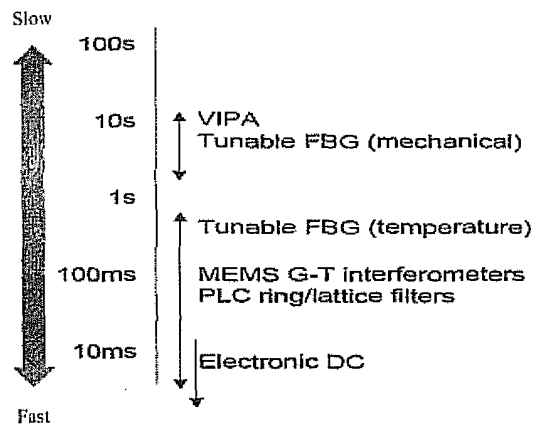 Slow
100s
10s
VIPA
Tunable FBG (mechanical)
1s
Tunable FBG (temperature)
100ms
MEMS G-T interferometers
PLC ring/lattice filters
10ms
Electronic DC
Fast